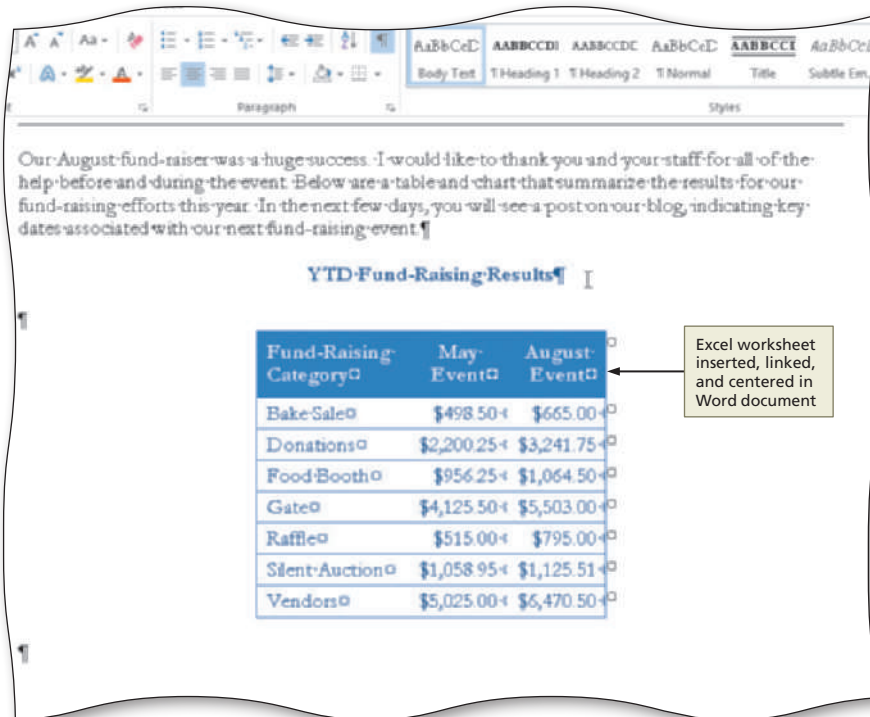 Aa
AaBbCcD AABBCCDI AABBCCDE AaBbCcD AABBCCI AaBbCcI
Body Text ¶ Heading 1 ¶ Heading 2 ¶ Normal Title Subtle Em...
Paragraph Styles
Our·August·fund-raiser·was·a·huge·success.·I·would·like·to·thank·you·and·your·staff·for·all·of·the·
help·before·and·during·the·event.·Below·are·a·table·and·chart·that·summarize·the·results·for·our·
fund-raising·efforts·this·year.·In·the·next·few·days,·you·will·see·a·post·on·our·blog,·indicating·key·
dates·associated·with·our·next·fund-raising·event.¶
YTD·Fund-Raising·Results¶
¶
Fund-Raising· May· August·
Category¤ Event¤ Event¤
Bake·Sale¤ $498.50 $665.00
Donations¤ $2,200.25 $3,241.75
Food·Booth¤ $956.25 $1,064.50
Gate¤ $4,125.50 $5,503.00
Raffle¤ $515.00 $795.00
Silent·Auction¤ $1,058.95 $1,125.51
Vendors¤ $5,025.00 $6,470.50
¶
Excel worksheet
inserted, linked,
and centered in
Word document